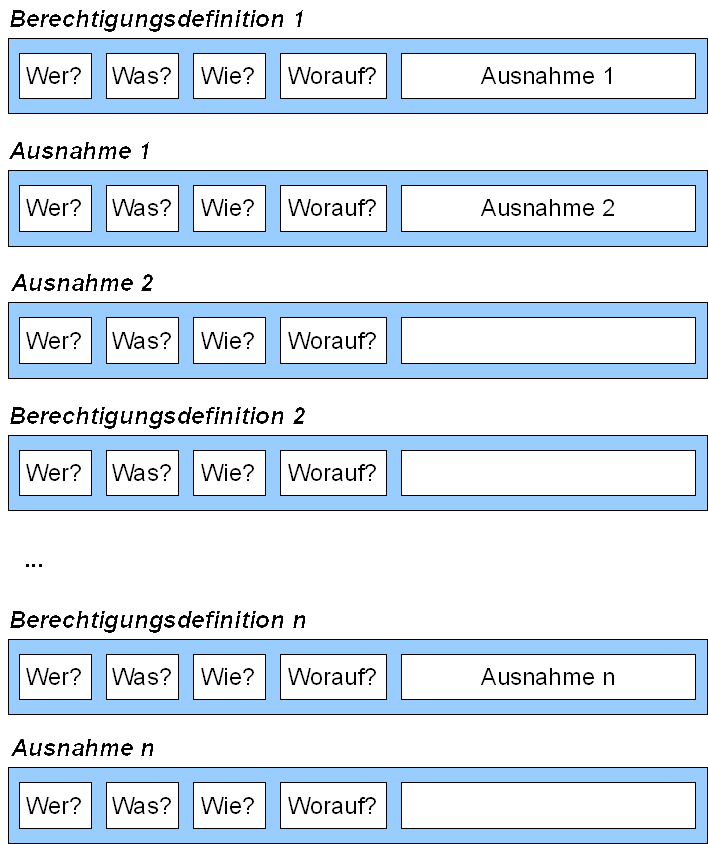 Berechtigungsdefinition 1
Wer? Was? Wie? Worauf? Ausnahme 1
Ausnahme 1
Wer? Was? Wie? Worauf? Ausnahme 2
Ausnahme 2
Wer? Was? Wie? Worauf?
Berechtigungsdefinition 2
Wer? Was? Wie? Worauf?
...
Berechtigungsdefinition n
Wer? Was? Wie? Worauf? Ausnahme n
Ausnahme n
Wer? Was? Wie? Worauf?